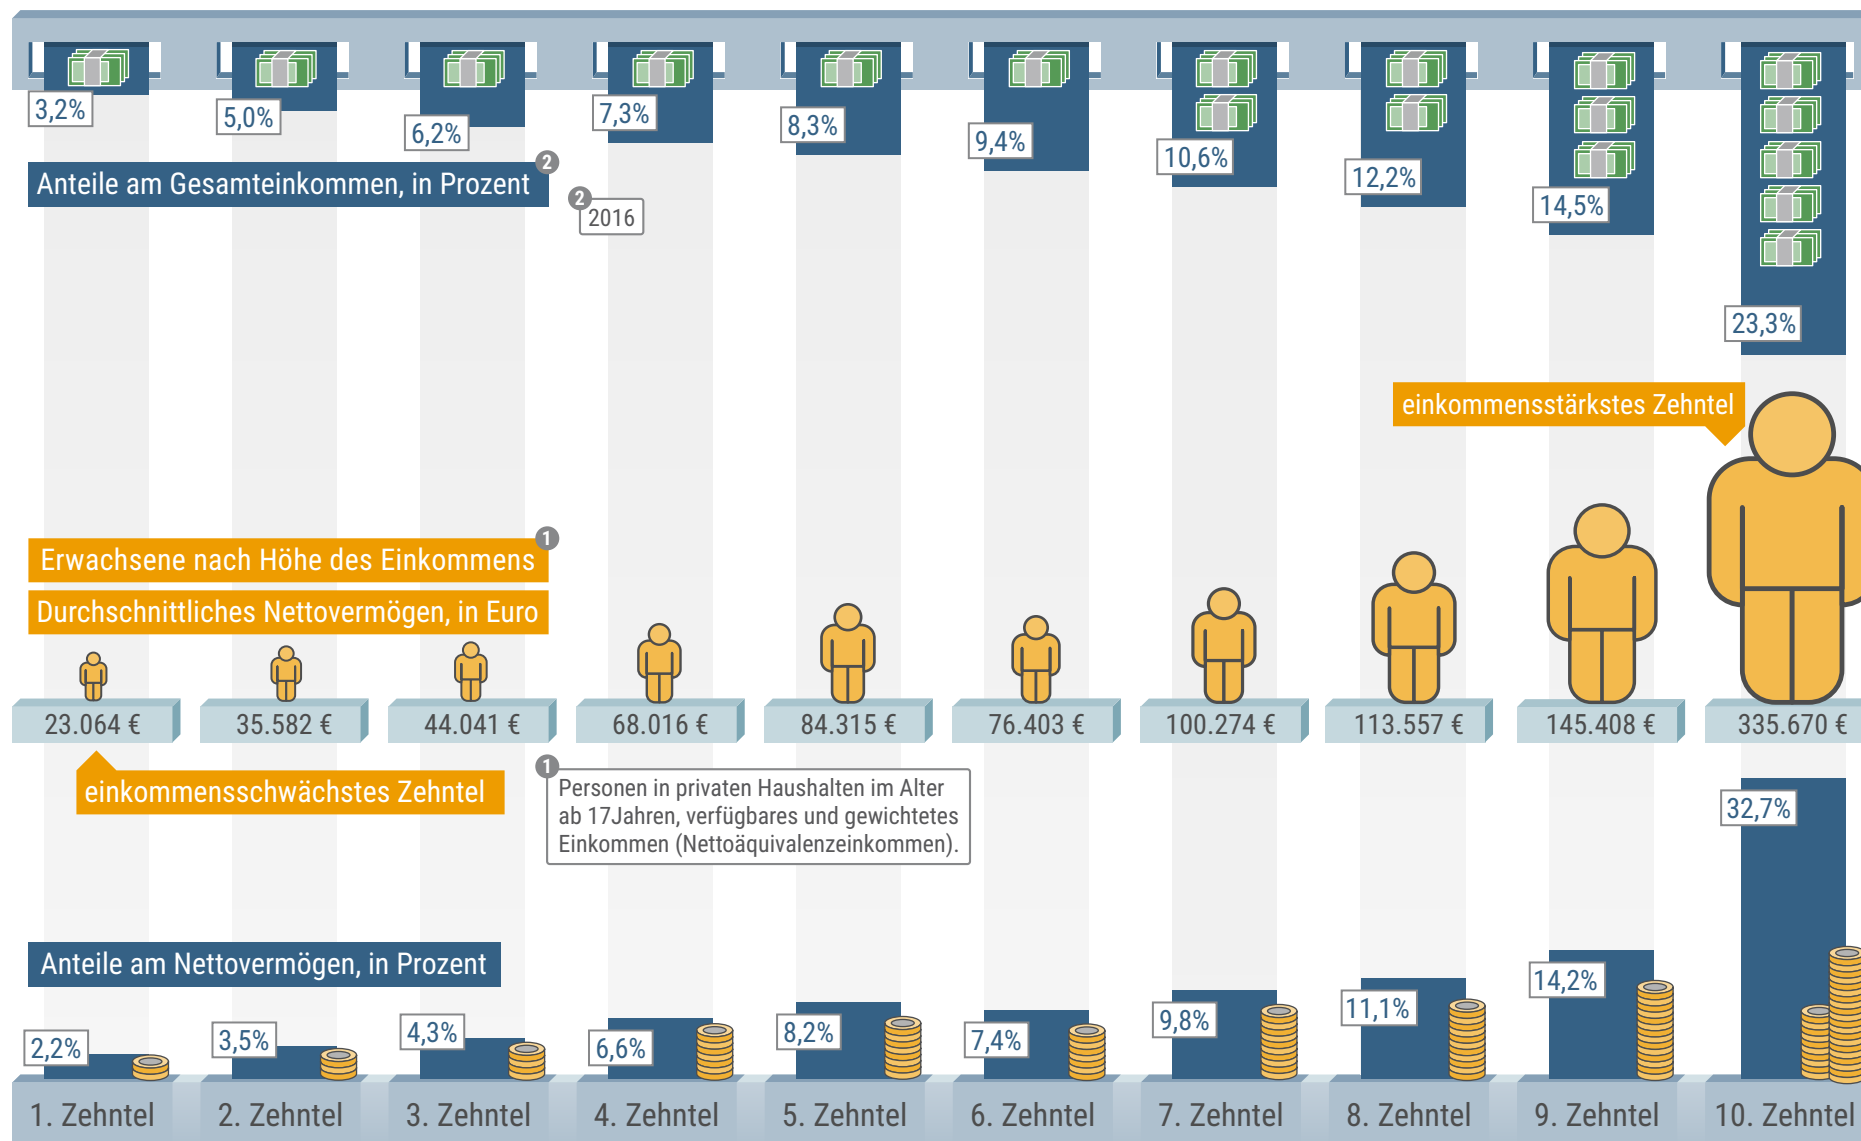 3,2%
5,0%
6,2%
7,3%
8,3%
9,4%
10,6%
12,2%
14,5%
23,3%
Anteile am Gesamteinkommen, in Prozent 2
2
2016
einkommensstärkstes Zehntel
Erwachsene nach Höhe des Einkommens 1
Durchschnittliches Nettovermögen, in Euro
23.064 €
35.582 €
44.041 €
68.016 €
84.315 €
76.403 €
100.274 €
113.557 €
145.408 €
335.670 €
einkommensschwächstes Zehntel
1
Personen in privaten Haushalten im Alter
ab 17Jahren, verfügbares und gewichtetes
Einkommen (Nettoäquivalenzeinkommen).
Anteile am Nettovermögen, in Prozent
2,2%
3,5%
4,3%
6,6%
8,2%
7,4%
9,8%
11,1%
14,2%
32,7%
1. Zehntel
2. Zehntel
3. Zehntel
4. Zehntel
5. Zehntel
6. Zehntel
7. Zehntel
8. Zehntel
9. Zehntel
10. Zehntel